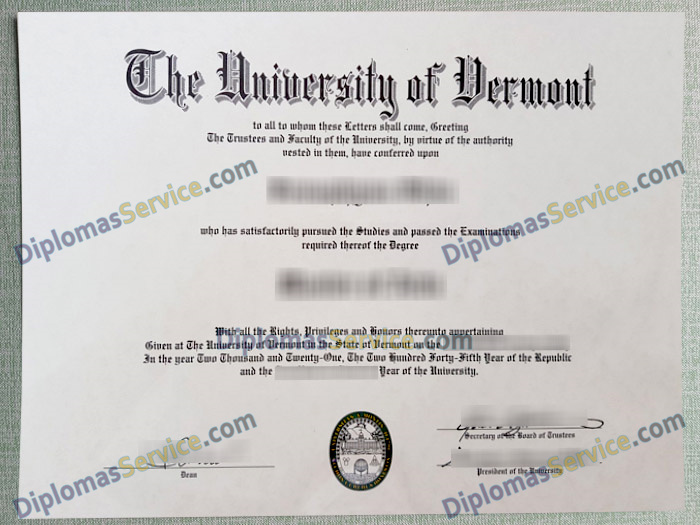 The University of Vermont
to all to whom these Letters shall come, Greeting
The Trustees and Faculty of the University, by virtue of the authority
vested in them, have conferred upon
DiplomasService.com
DiplomasService.com
who has satisfactorily pursued the Studies and passed the Examinations
required thereof the Degree
With all the Rights, Privileges and Honors thereunto appertaining
DiplomasService.com
Given at The University of Vermont in the State of Vermont on the
In the year Two Thousand and Twenty-One, The Two Hundred Forty-Fifth Year of the Republic
and the Year of the University.
Secretary of the Board of Trustees
Dean
President of the University
DiplomasService.com
DiplomasService.com